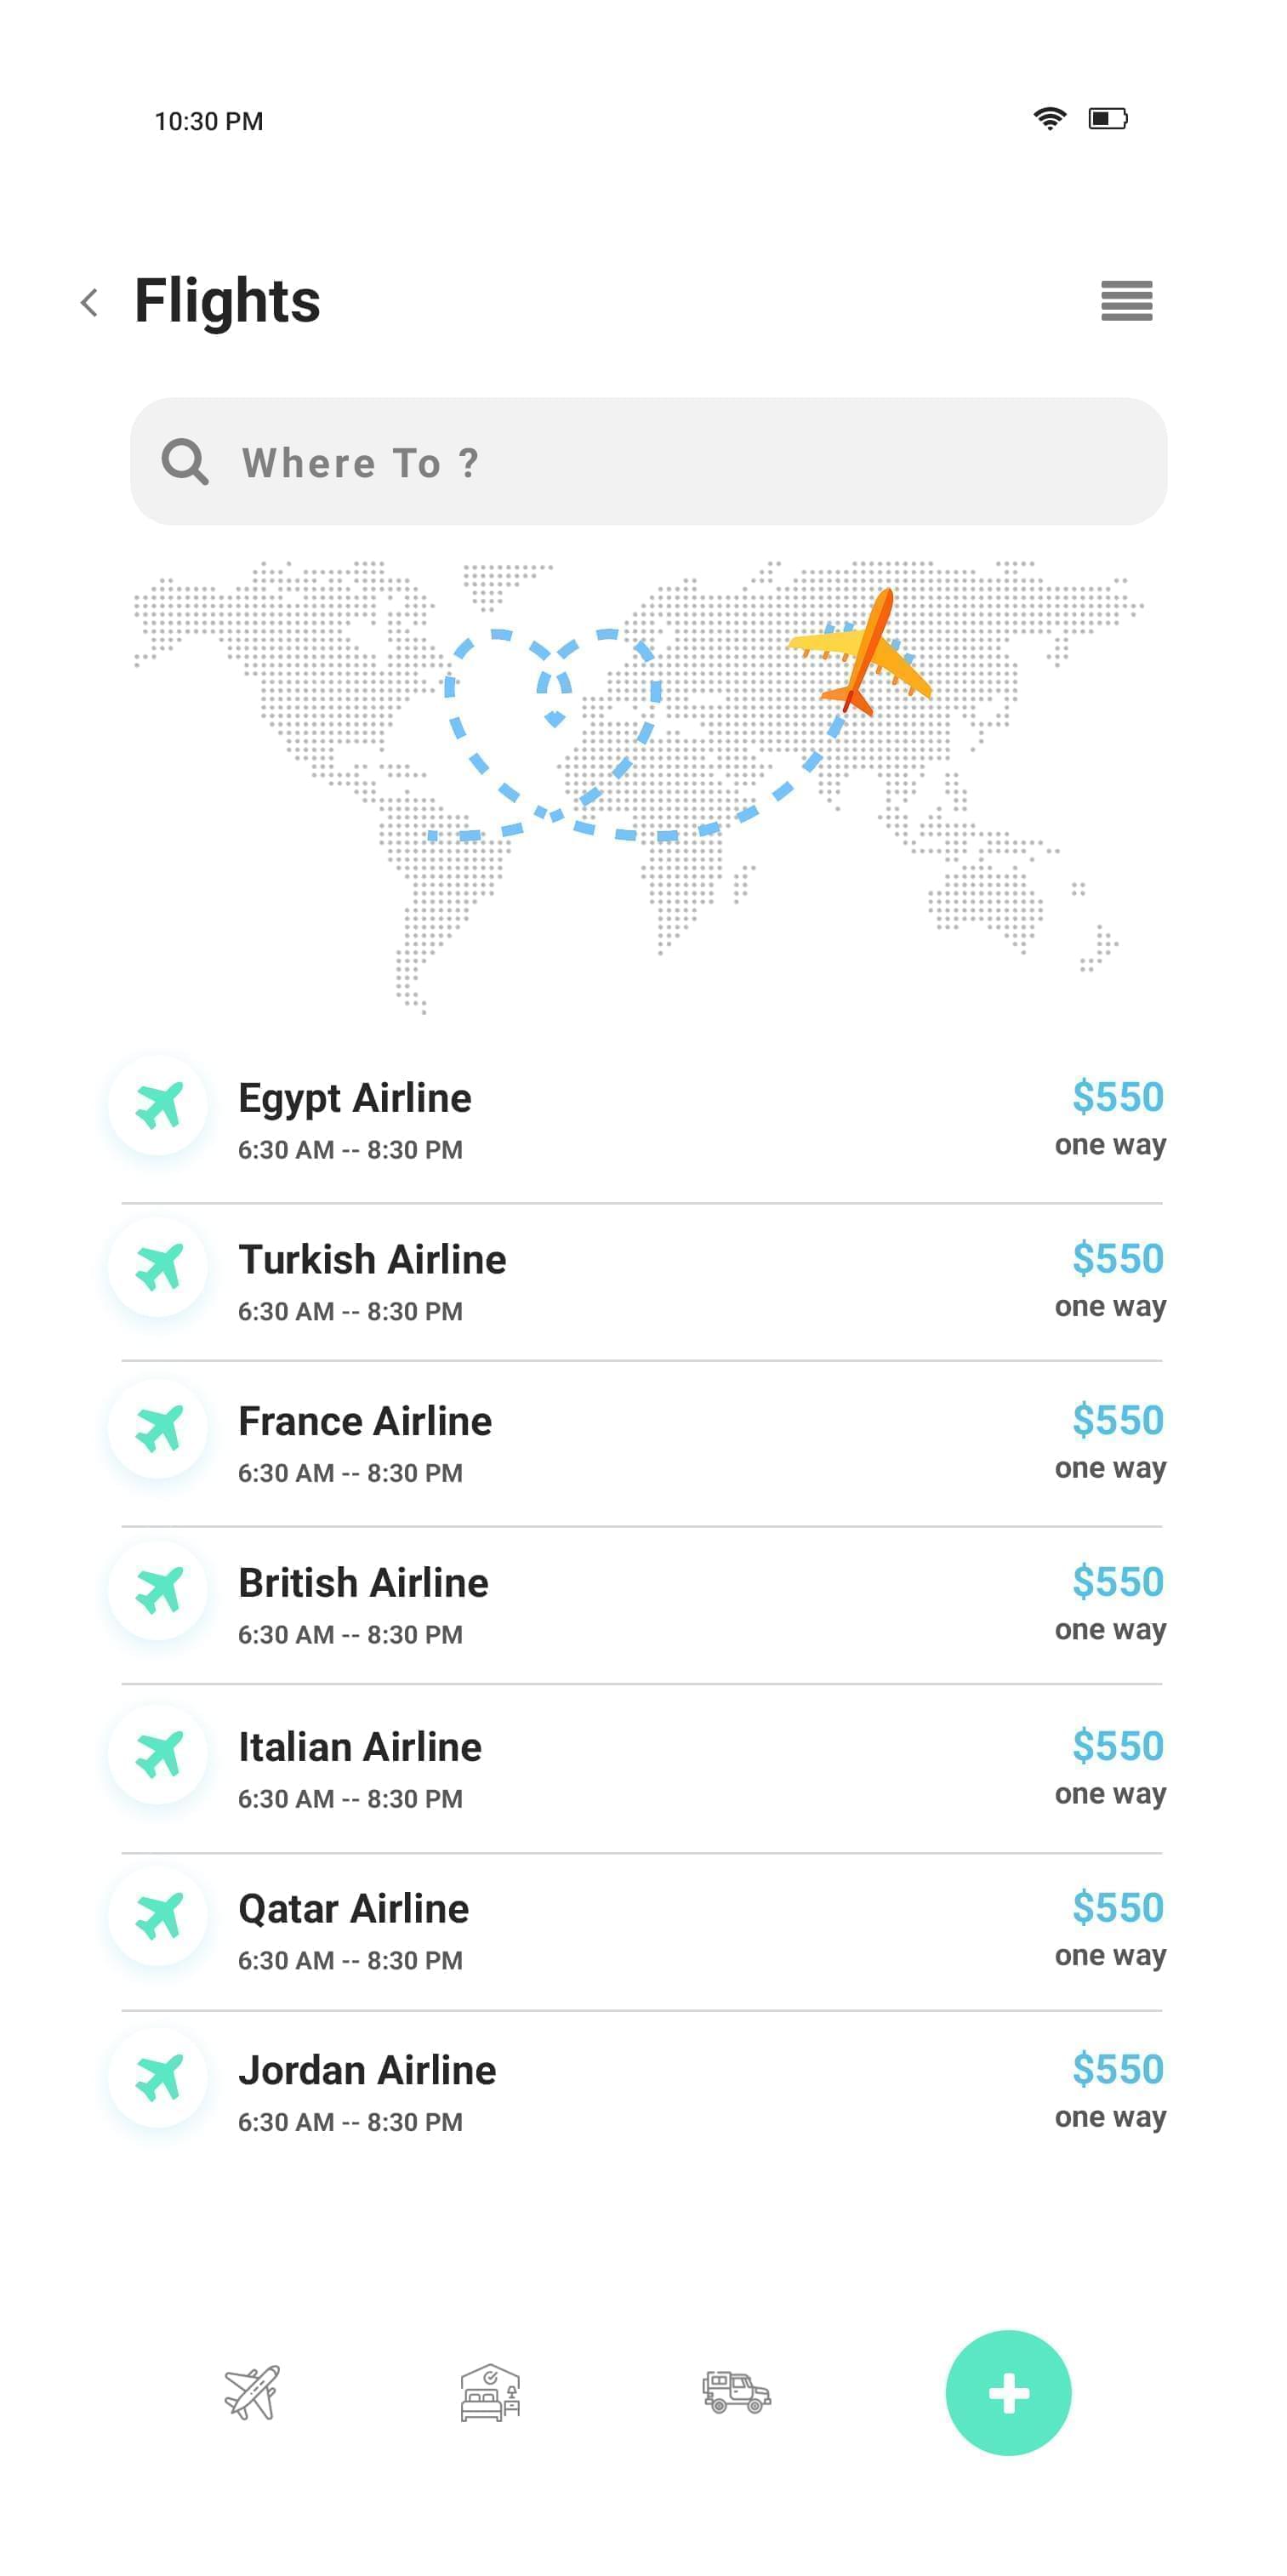 10:30 PM
Flights
Where To ?
Egypt Airline
$550
6:30 AM -- 8:30 PM
one way
Turkish Airline
$550
6:30 AM -- 8:30 PM
one way
France Airline
$550
6:30 AM -- 8:30 PM
one way
British Airline
$550
6:30 AM -- 8:30 PM
one way
Italian Airline
$550
6:30 AM -- 8:30 PM
one way
Qatar Airline
$550
6:30 AM -- 8:30 PM
one way
Jordan Airline
$550
6:30 AM -- 8:30 PM
one way